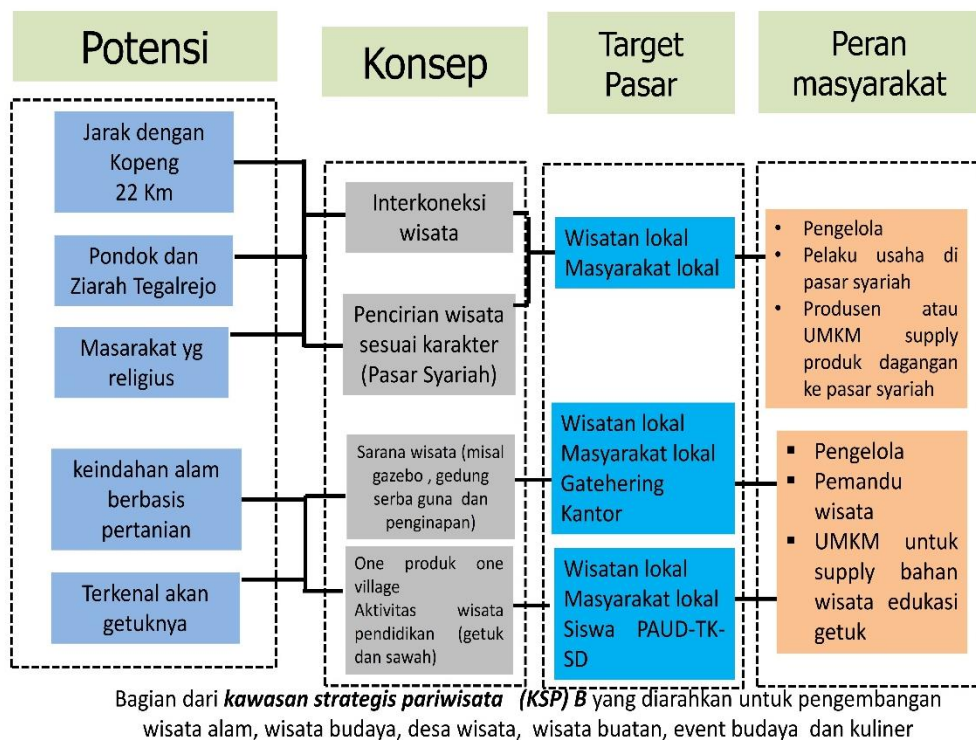 Potensi
Konsep
Target
Pasar
Peran
masyarakat
Jarak dengan
Kopeng
22 Km
Pondok dan
Ziarah Tegalrejo
Masarakat yg
religius
keindahan alam
berbasis
pertanian
Terkenal akan
getuknya
Interkoneksi
wisata
Pencirian wisata
sesuai karakter
(Pasar Syariah)
Sarana wisata (misal
gazebo , gedung
serba guna dan
penginapan)
One produk one
village
Aktivitas wisata
pendidikan (getuk
dan sawah)
Wisatan lokal
Masyarakat lokal
Wisatan lokal
Masyarakat lokal
Gatehering
Kantor
Wisatan lokal
Masyarakat lokal
Siswa PAUD-TK-
SD
• Pengelola
• Pelaku usaha di
pasar syariah
• Produsen atau
UMKM supply
produk dagangan
ke pasar syariah
▪ Pengelola
▪ Pemandu
wisata
▪ UMKM untuk
supply bahan
wisata edukasi
getuk
Bagian dari kawasan strategis pariwisata (KSP) B yang diarahkan untuk pengembangan
wisata alam, wisata budaya, desa wisata, wisata buatan, event budaya dan kuliner